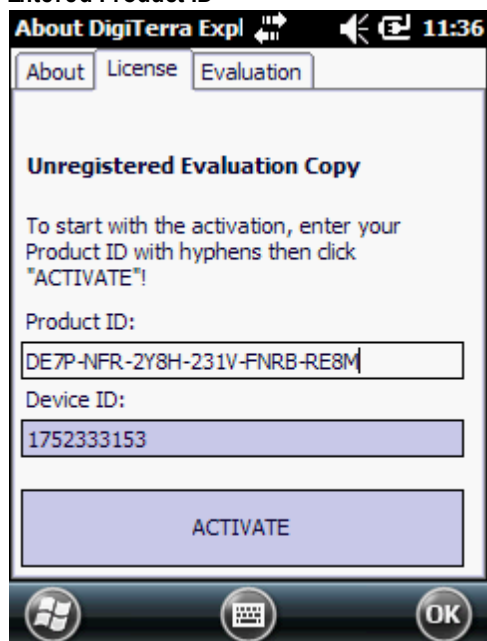 Entered Product ID
About DigiTerra Expl 11:36
About License Evaluation
Unregistered Evaluation Copy
To start with the activation, enter your
Product ID with hyphens then click
"ACTIVATE"!
Product ID:
DE7P-NFR-2Y8H-231V-FNRB-RE8M
Device ID:
1752333153
ACTIVATE
OK